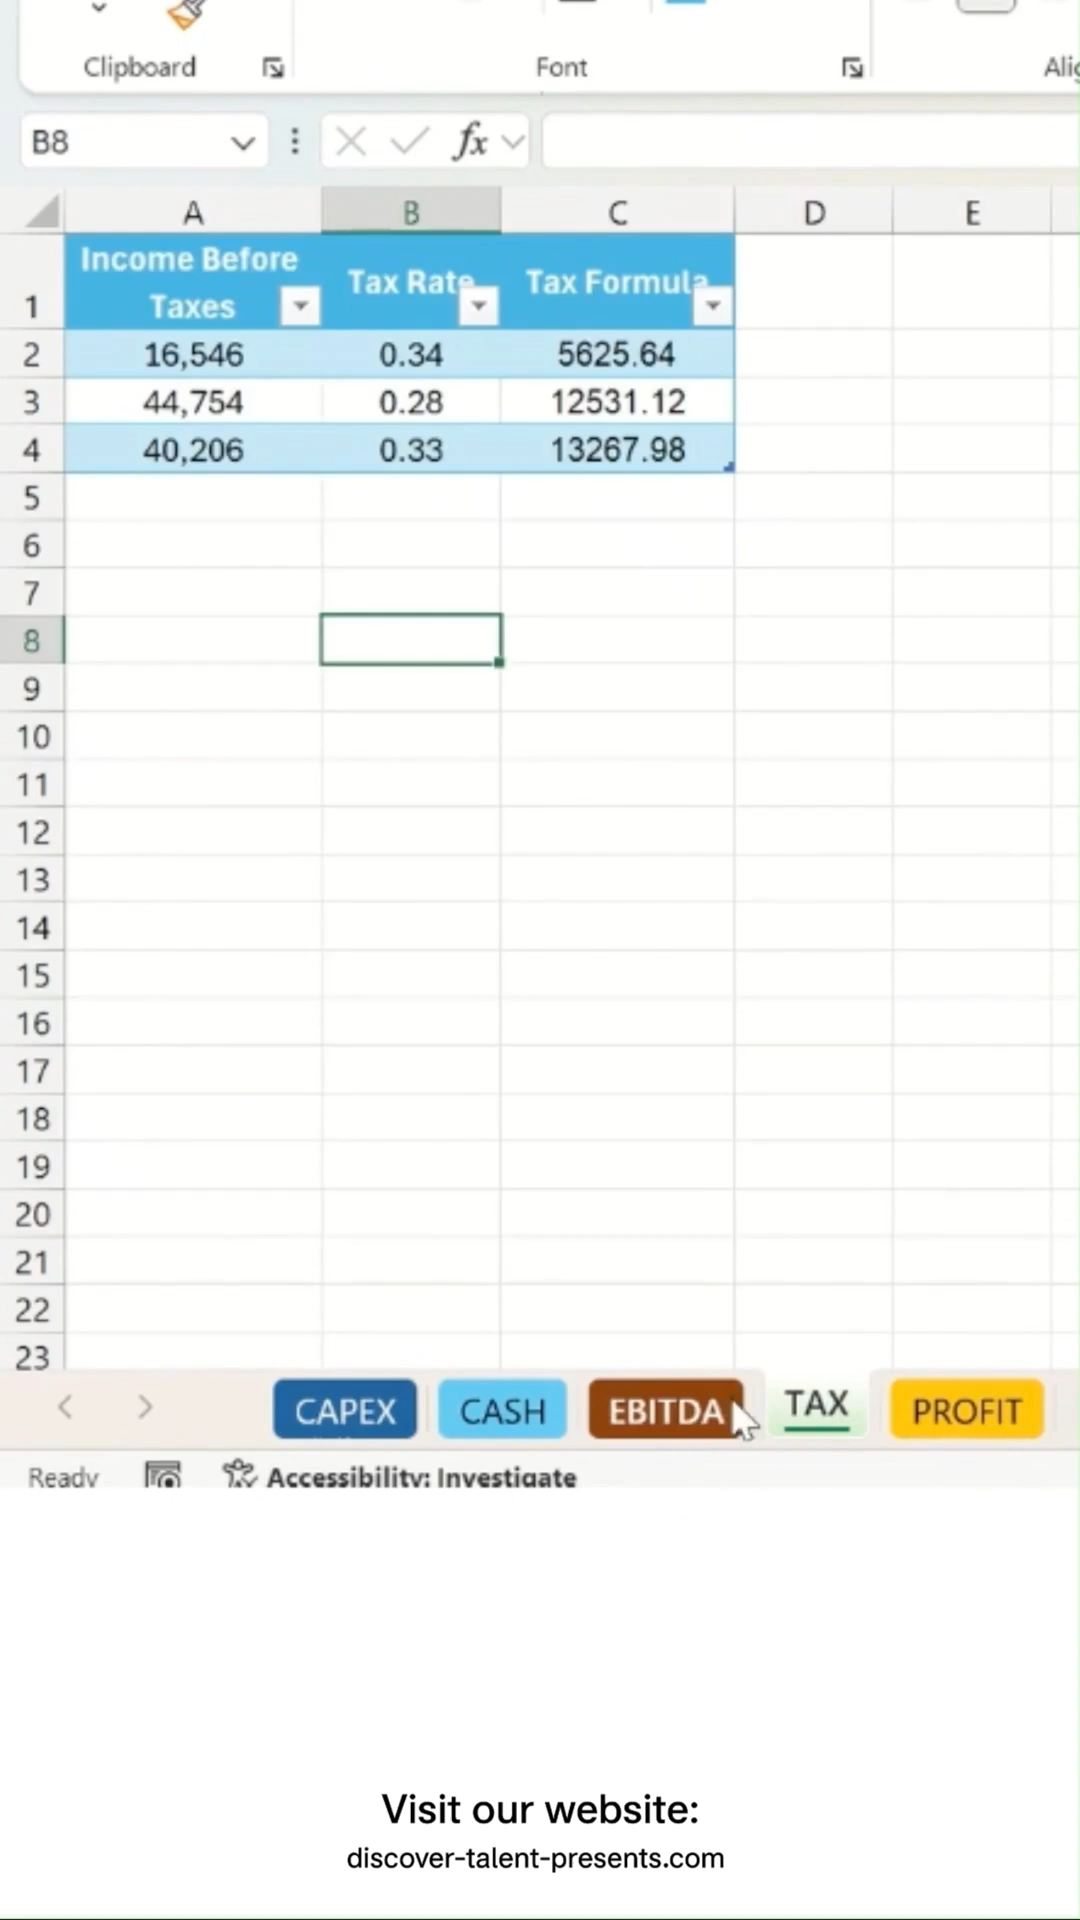 Clipboard Font
B8 fx
A B C D E
Income Before
Taxes Tax Rate Tax Formula
1
2 16,546 0.34 5625.64
3 44,754 0.28 12531.12
4 40,206 0.33 13267.98
5
6
7
8
9
10
11
12
13
14
15
16
17
18
19
20
21
22
23
CAPEX CASH EBITDA TAX PROFIT
Ready Accessibility: Investigate
Visit our website:
discover-talent-presents.com